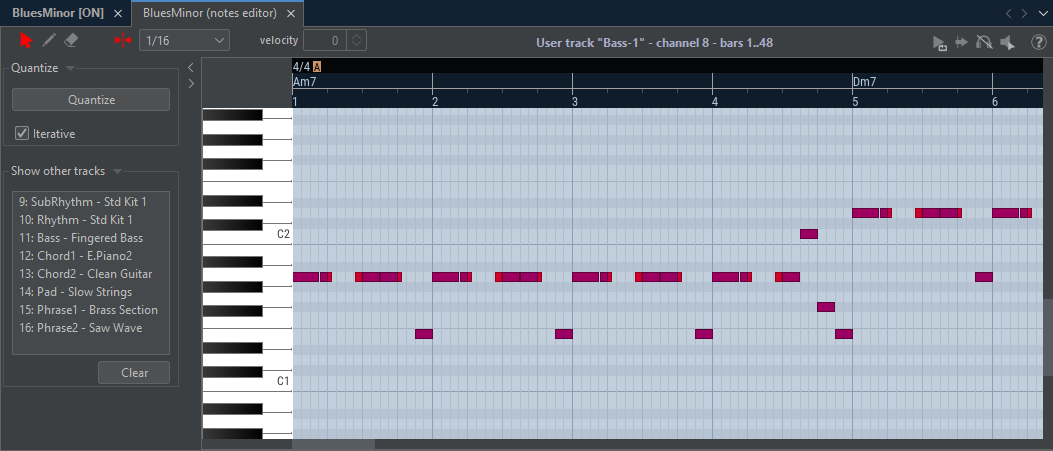 BluesMinor [ON]
BluesMinor (notes editor)
1/16
velocity
0
User track "Bass-1" - channel 8 - bars 1..48
Quantize
Quantize
Iterative
Show other tracks
9: SubRhythm - Std Kit 1
10: Rhythm - Std Kit 1
11: Bass - Fingered Bass
12: Chord1 - E.Piano2
13: Chord2 - Clean Guitar
14: Pad - Slow Strings
15: Phrase1 - Brass Section
16: Phrase2 - Saw Wave
Clear
4/4 A
Am7 Dm7
1 2 3 4 5 6
C2
C1